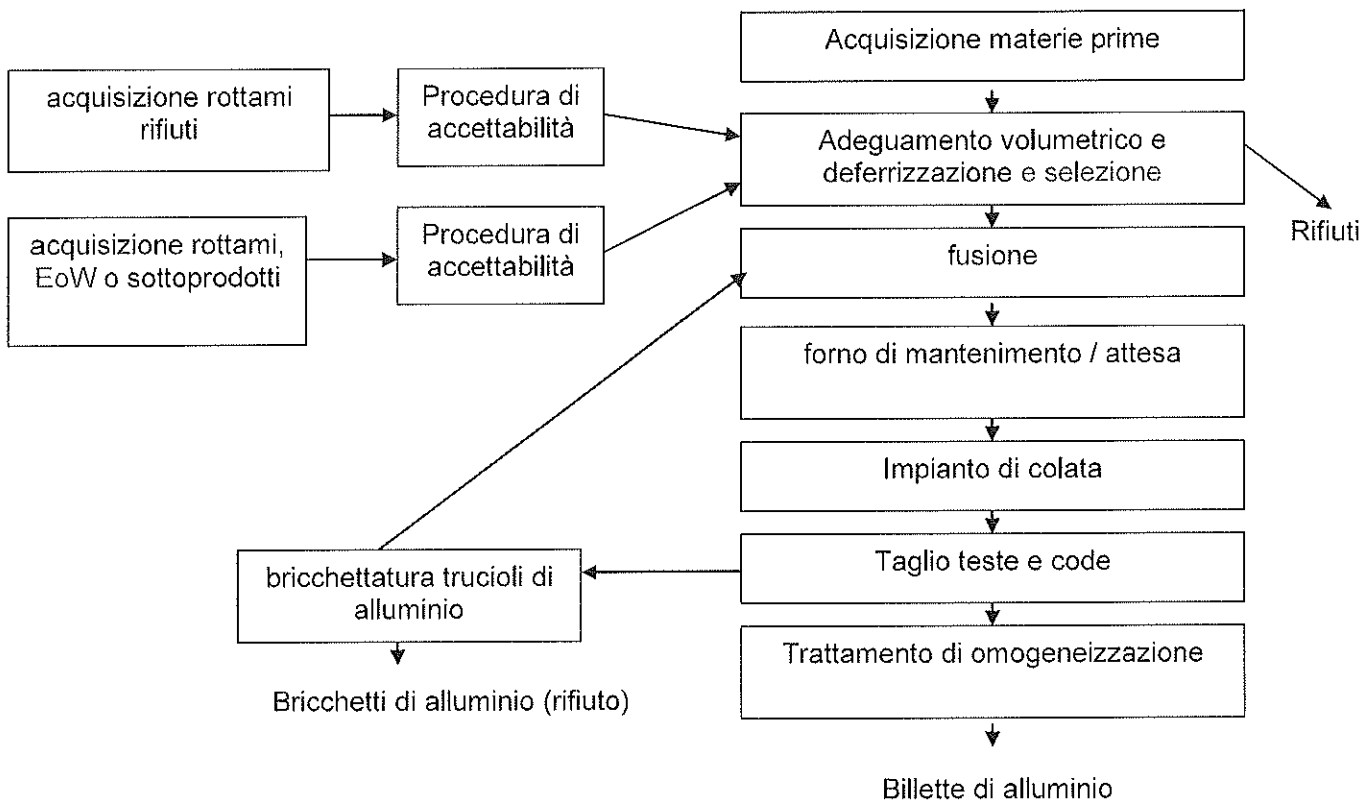 Acquisizione materie prime
acquisizione rottami
rifiuti
Procedura di
accettabilità
Adeguamento volumetrico e
deferrizzazione e selezione
Rifiuti
acquisizione rottami,
EoW o sottoprodotti
Procedura di
accettabilità
fusione
forno di mantenimento / attesa
Impianto di colata
Taglio teste e code
bricchettatura trucioli di
alluminio
Trattamento di omogeneizzazione
Bricchetti di alluminio (rifiuto)
Billette di alluminio